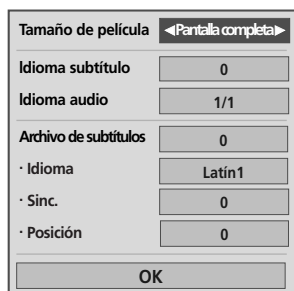 Tamaño de película ◀Pantalla completa▶
Idioma subtítulo 0
Idioma audio 1/1
Archivo de subtítulos 0
· Idioma Latín1
· Sinc. 0
· Posición 0
OK